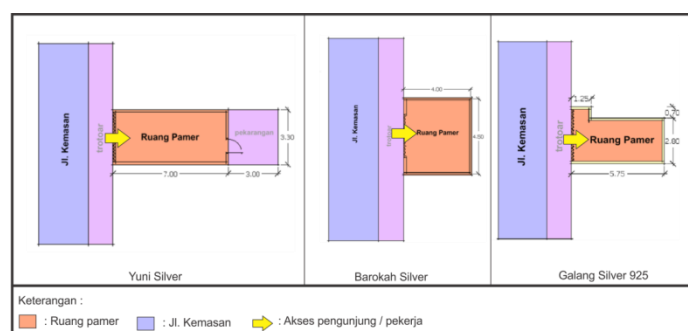 Jl. Kemasan
trotoar
Ruang Pamer
pekarangan
3.30
7.00
3.00
Yuni Silver
Jl. Kemasan
trotoar
Ruang Pamer
4.00
4.50
Barokah Silver
Jl. Kemasan
trotoar
Ruang Pamer
1.25
0.70
2.80
5.75
Galang Silver 925
Keterangan :
: Ruang pamer
: Jl. Kemasan
: Akses pengunjung / pekerja